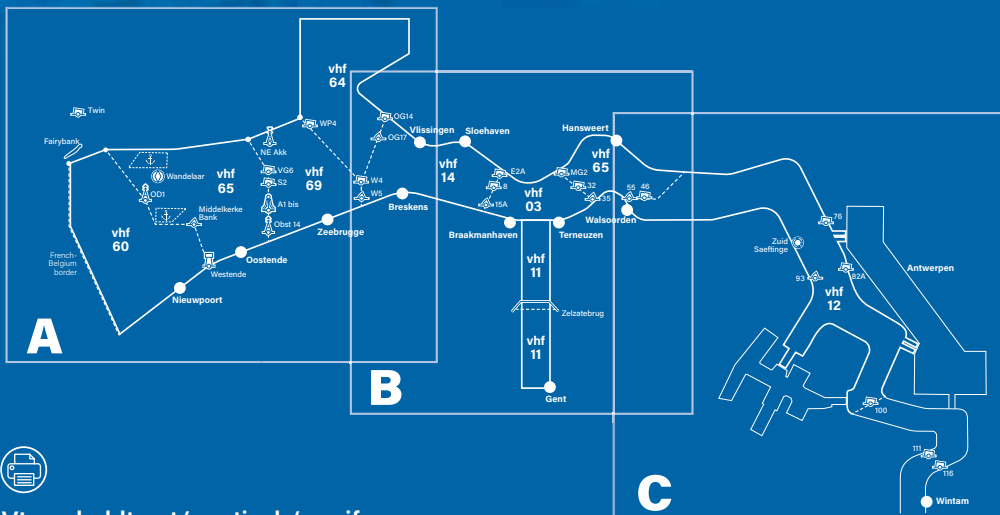 vhf
64
Twin
WP4
OG14
Vlissingen
Sloehaven
Hansweert
Fairybank
NE Akk
OG17
vhf
14
vhf
65
Wandelaar
vhf
65
VG6
S2
vhf
69
W4
W5
E2A
8
15A
vhf
03
MG2
32
35
55
46
OD1
Middelkerke
Bank
A1 bis
Obst 14
Breskens
Walsoorden
76
vhf
60
Zeebrugge
Braakmanhaven
Terneuzen
Zuid
Saeftinge
French-
Belgium
border
Oostende
Westende
Nieuwpoort
vhf
11
93
82A
Antwerpen
vhf
12
Zelzatebrug
vhf
11
A
B
Gent
100
111
116
C
Wintam